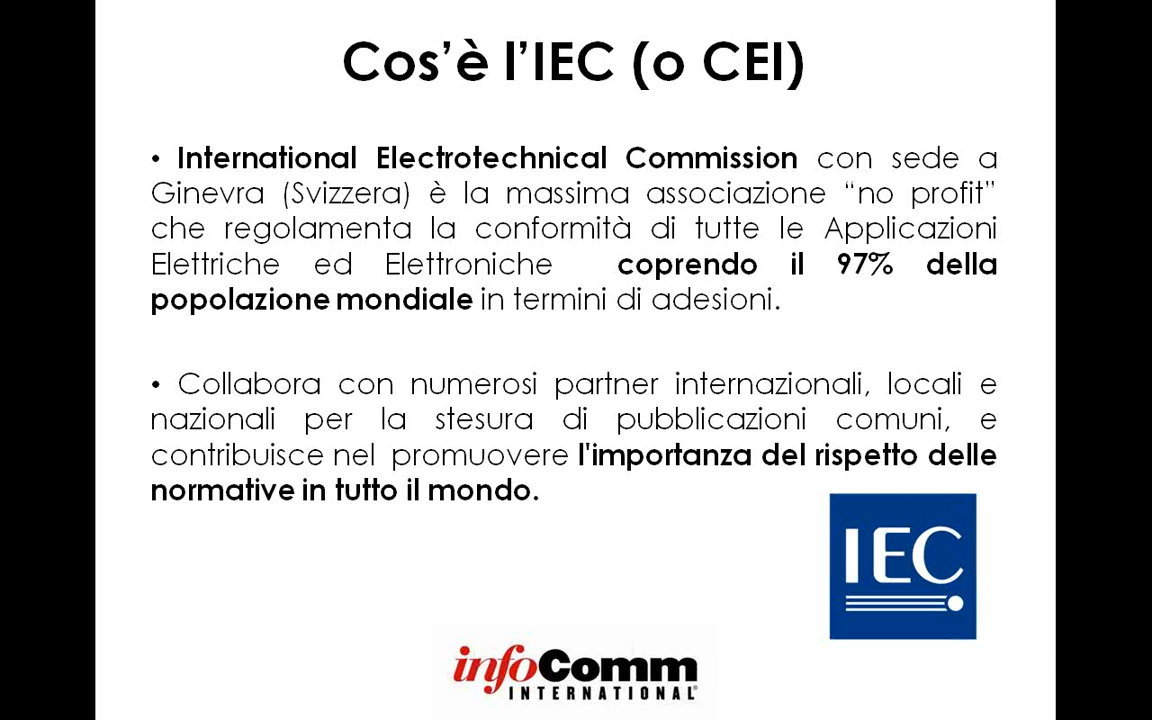 Cos’è l’IEC (o CEI)
• International Electrotechnical Commission con sede a
Ginevra (Svizzera) è la massima associazione “no profit”
che regolamenta la conformità di tutte le Applicazioni
Elettriche ed Elettroniche coprendo il 97% della
popolazione mondiale in termini di adesioni.
• Collabora con numerosi partner internazionali, locali e
nazionali per la stesura di pubblicazioni comuni, e
contribuisce nel promuovere l'importanza del rispetto delle
normative in tutto il mondo.
IEC
infoComm
INTERNATIONAL®